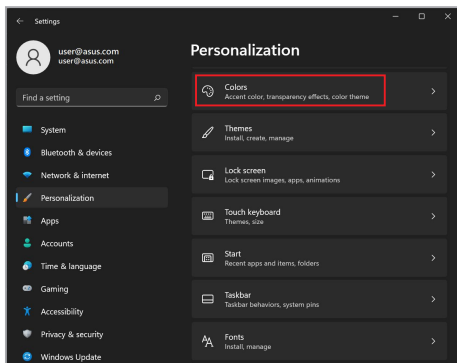 Settings
user@asus.com
user@asus.com
Find a setting
System
Bluetooth & devices
Network & internet
Personalization
Apps
Accounts
Time & language
Gaming
Accessibility
Privacy & security
Windows Update
Personalization
Colors
Accent color, transparency effects, color theme
Themes
Install, create, manage
Lock screen
Lock screen images, apps, animations
Touch keyboard
Themes, size
Start
Recent apps and items, folders
Taskbar
Taskbar behaviors, system pins
Fonts
Install, manage